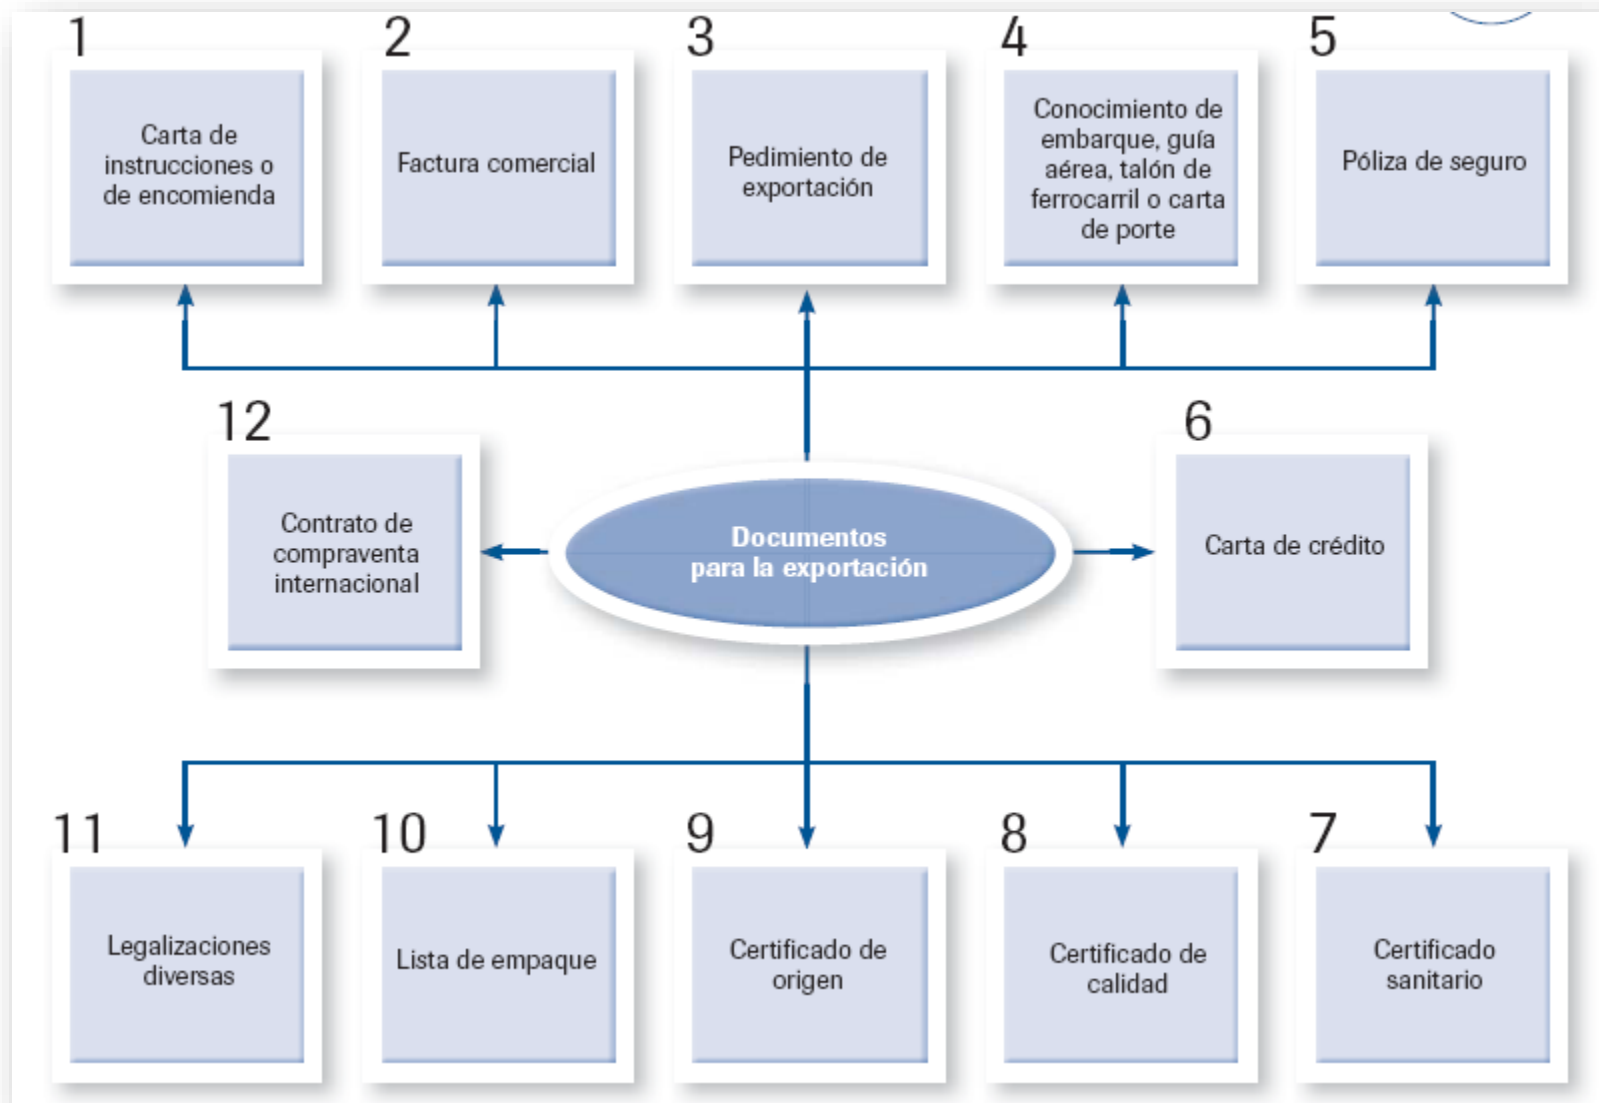 1
Carta de
instrucciones o
de encomienda
2
Factura comercial
3
Pedimiento de
exportación
4
Conocimiento de
embarque, guía
aérea, talón de
ferrocarril o carta
de porte
5
Póliza de seguro
12
Contrato de
compraventa
internacional
Documentos
para la exportación
6
Carta de crédito
11
Legalizaciones
diversas
10
Lista de empaque
9
Certificado de
origen
8
Certificado de
calidad
7
Certificado
sanitario